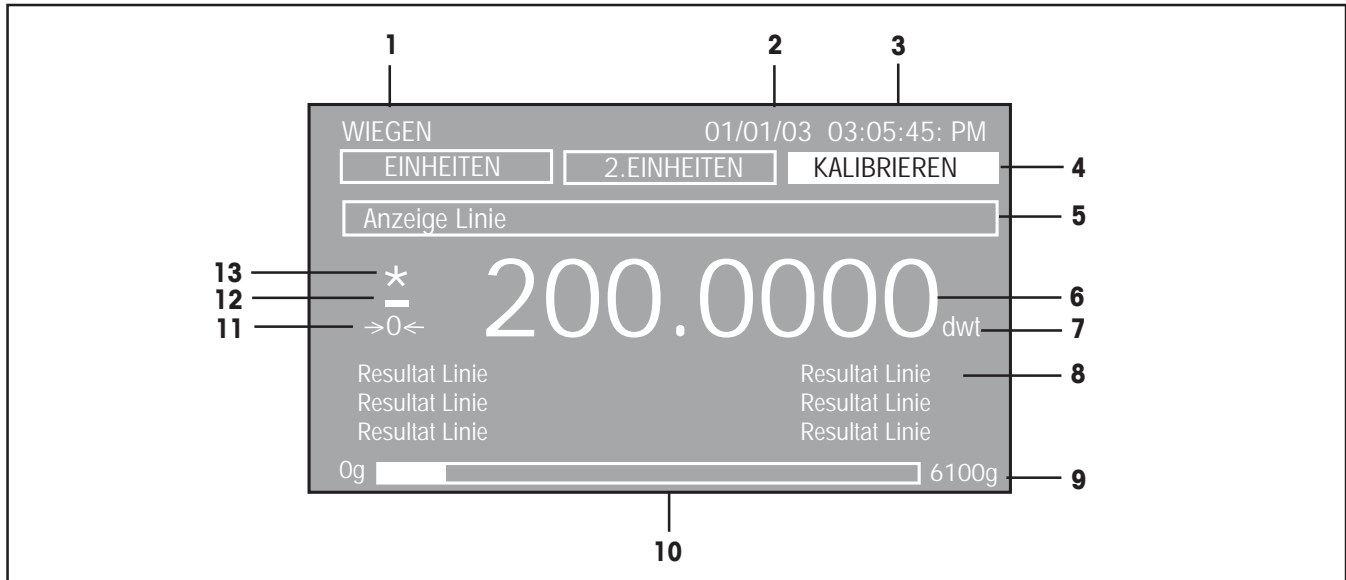 1 2 3
WIEGEN 01/01/03 03:05:45: PM
EINHEITEN 2.EINHEITEN KALIBRIEREN 4
Anzeige Linie 5
13 * 200.0000 6
12 –
11 →0← dwt 7
Resultat Linie Resultat Linie 8
Resultat Linie Resultat Linie
Resultat Linie Resultat Linie
0g 6100g 9
10